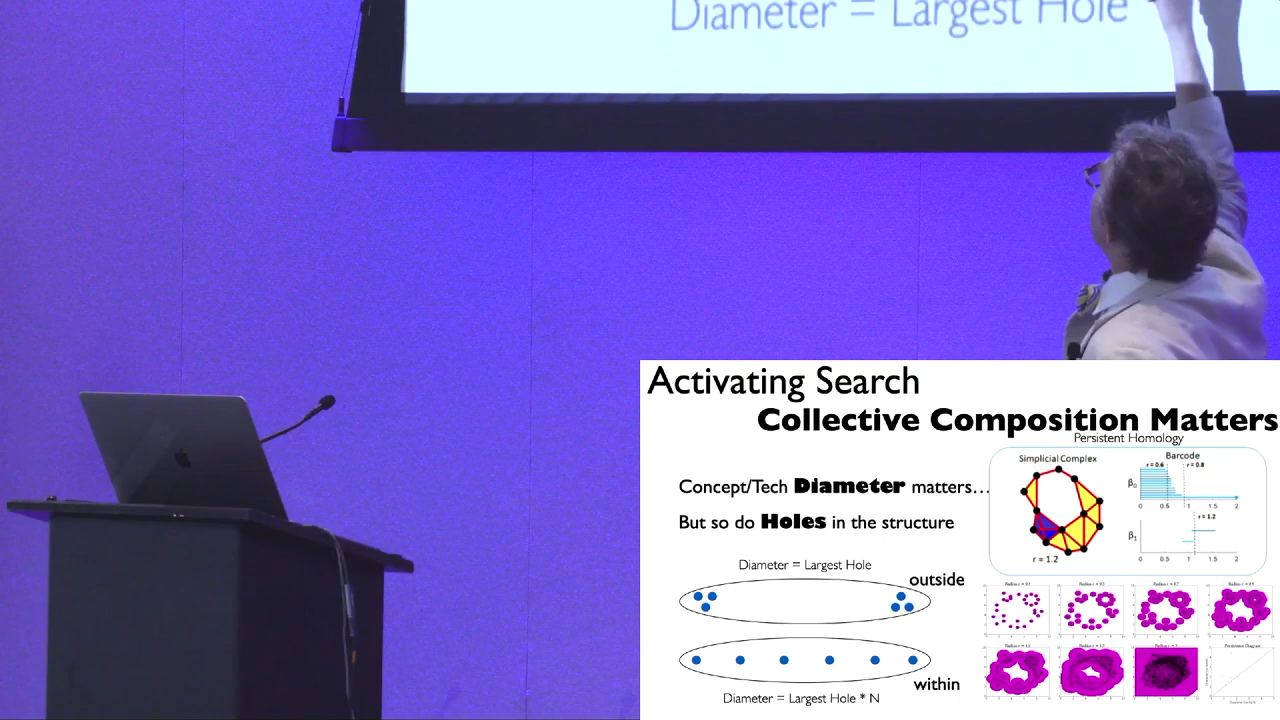 Diameter = Largest Hole
Activating Search
Collective Composition Matters
Persistent Homology
Simplicial Complex
Barcode
r = 0.6
r = 0.8
Concept/Tech Diameter matters...
β0
0 0.5 1 1.5 2
But so do Holes in the structure
r = 1.2
β1
r = 1.2
0 0.5 1 1.5 2
Diameter = Largest Hole
outside
within
Diameter = Largest Hole * N
Persistence Diagram